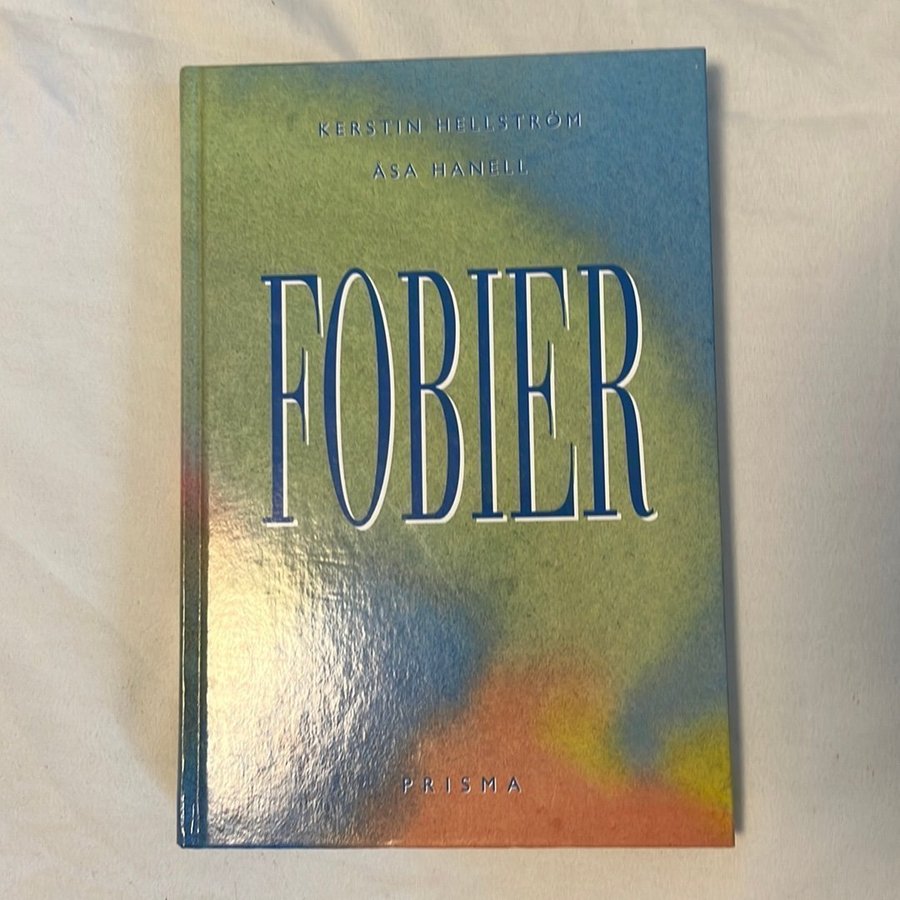 KERSTIN HELLSTRÖM
ÅSA HANELL
FOBIER
PRISMA